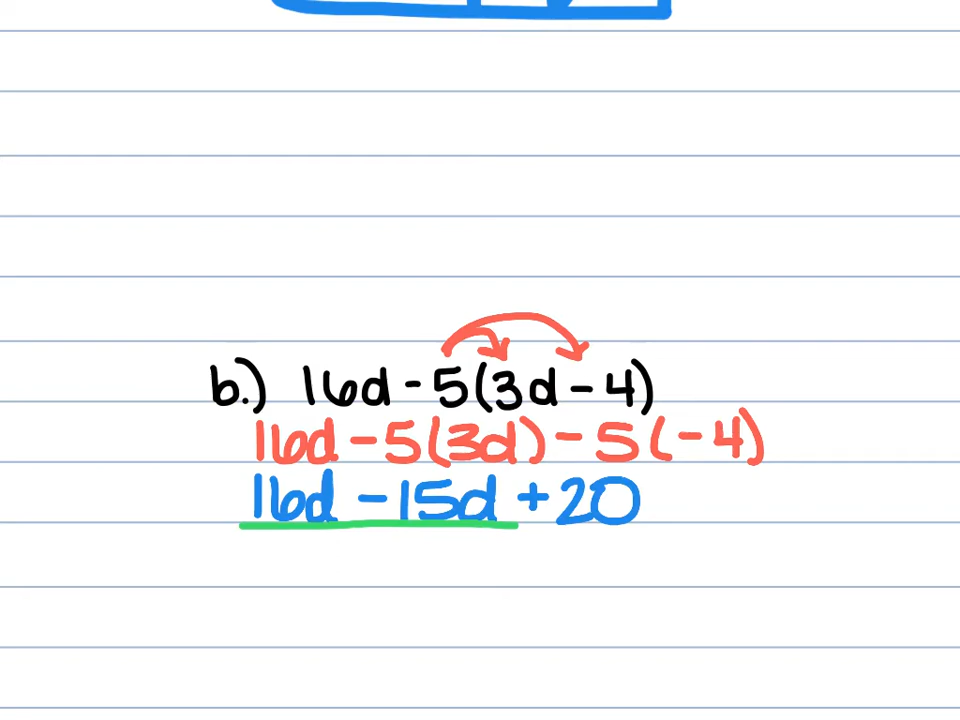 b.) 16d - 5(3d - 4)
16d - 5(3d) - 5(-4)
16d - 15d + 20